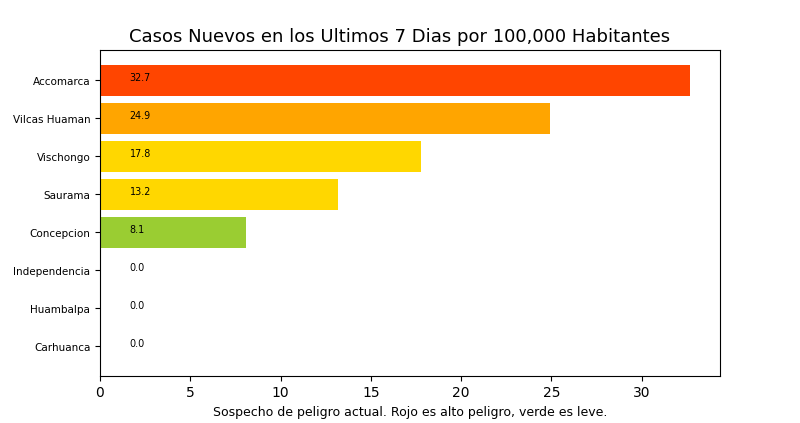 Casos Nuevos en los Ultimos 7 Dias por 100,000 Habitantes
Accomarca 32.7
Vilcas Huaman 24.9
Vischongo 17.8
Saurama 13.2
Concepcion 8.1
Independencia 0.0
Huambalpa 0.0
Carhuanca 0.0
0 5 10 15 20 25 30
Sospecho de peligro actual. Rojo es alto peligro, verde es leve.